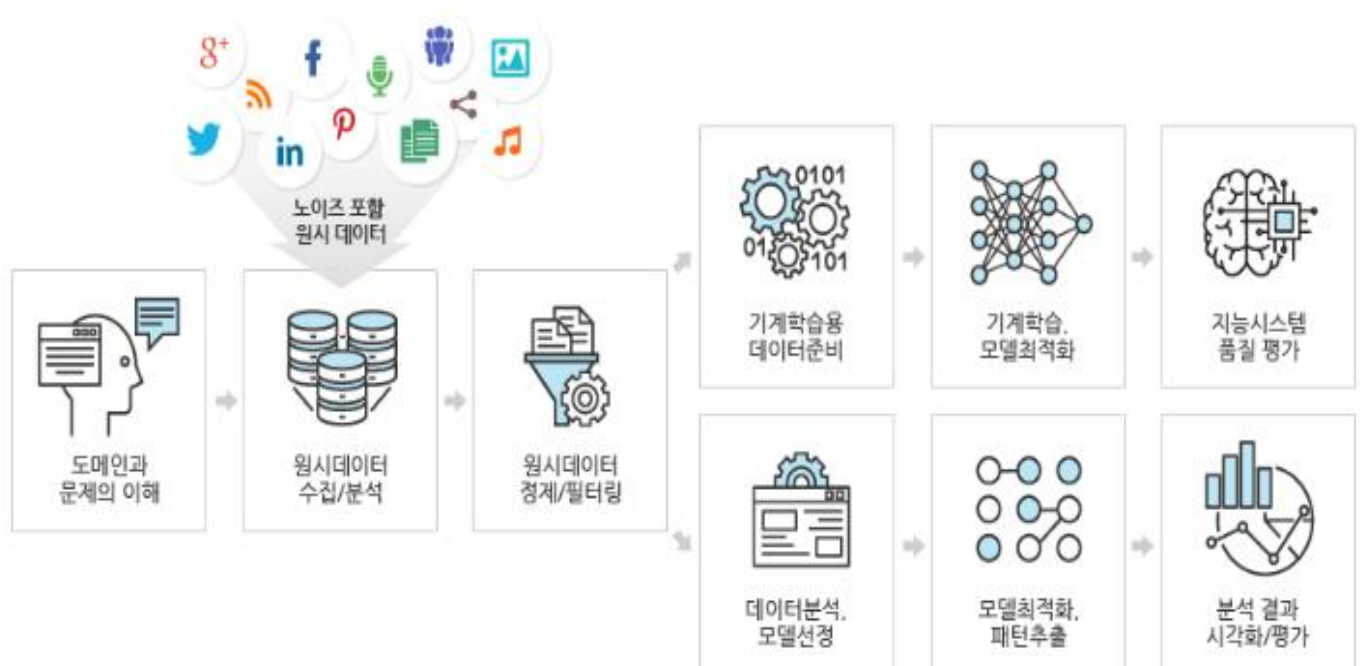 g+
f
in
p
노이즈 포함
원시 데이터
도메인과
문제의 이해
원시데이터
수집/분석
원시데이터
정제/필터링
0101
01
101
기계학습용
데이터준비
기계학습,
모델최적화
지능시스템
품질 평가
데이터분석,
모델선정
모델최적화,
패턴추출
분석 결과
시각화/평가